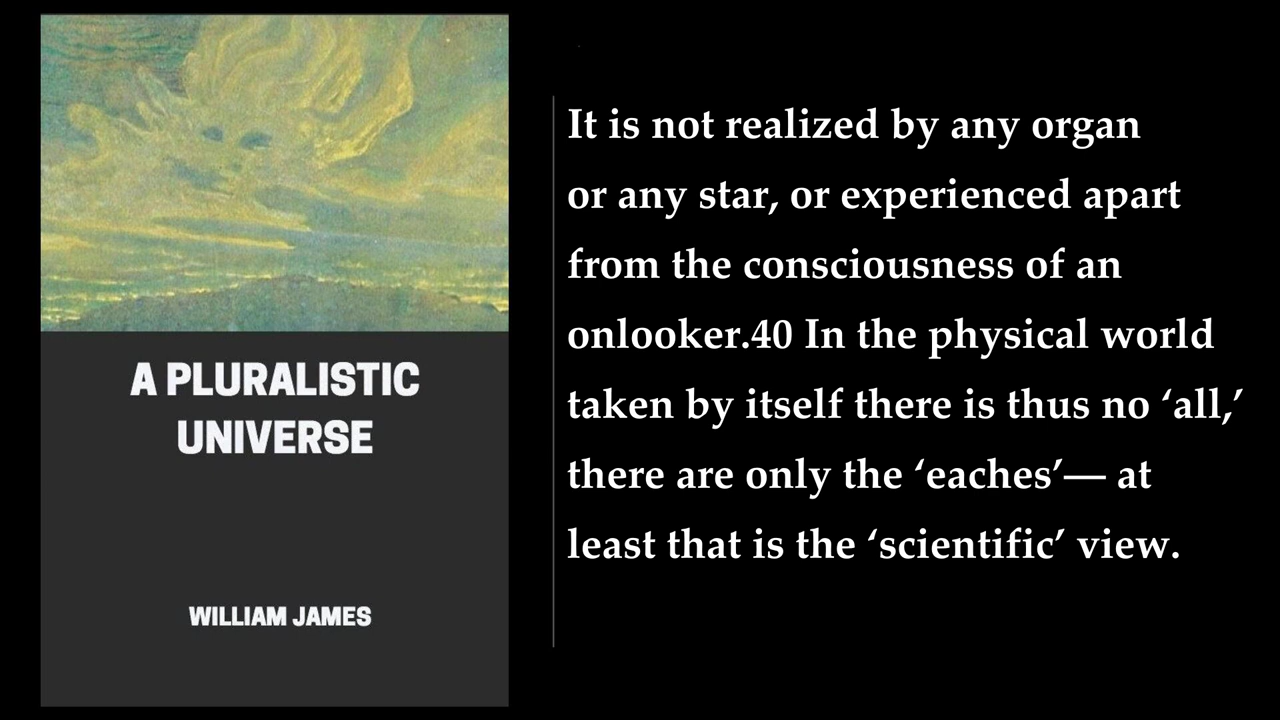 A PLURALISTIC
UNIVERSE
WILLIAM JAMES
It is not realized by any organ
or any star, or experienced apart
from the consciousness of an
onlooker.40 In the physical world
taken by itself there is thus no ‘all,’
there are only the ‘eaches’— at
least that is the ‘scientific’ view.